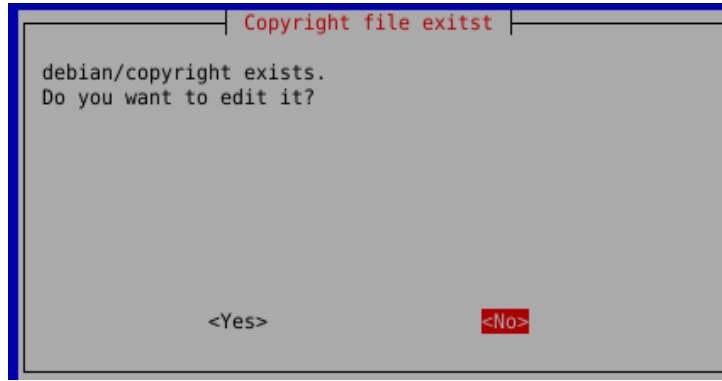 Copyright file exitst
debian/copyright exists.
Do you want to edit it?
<Yes> <No>